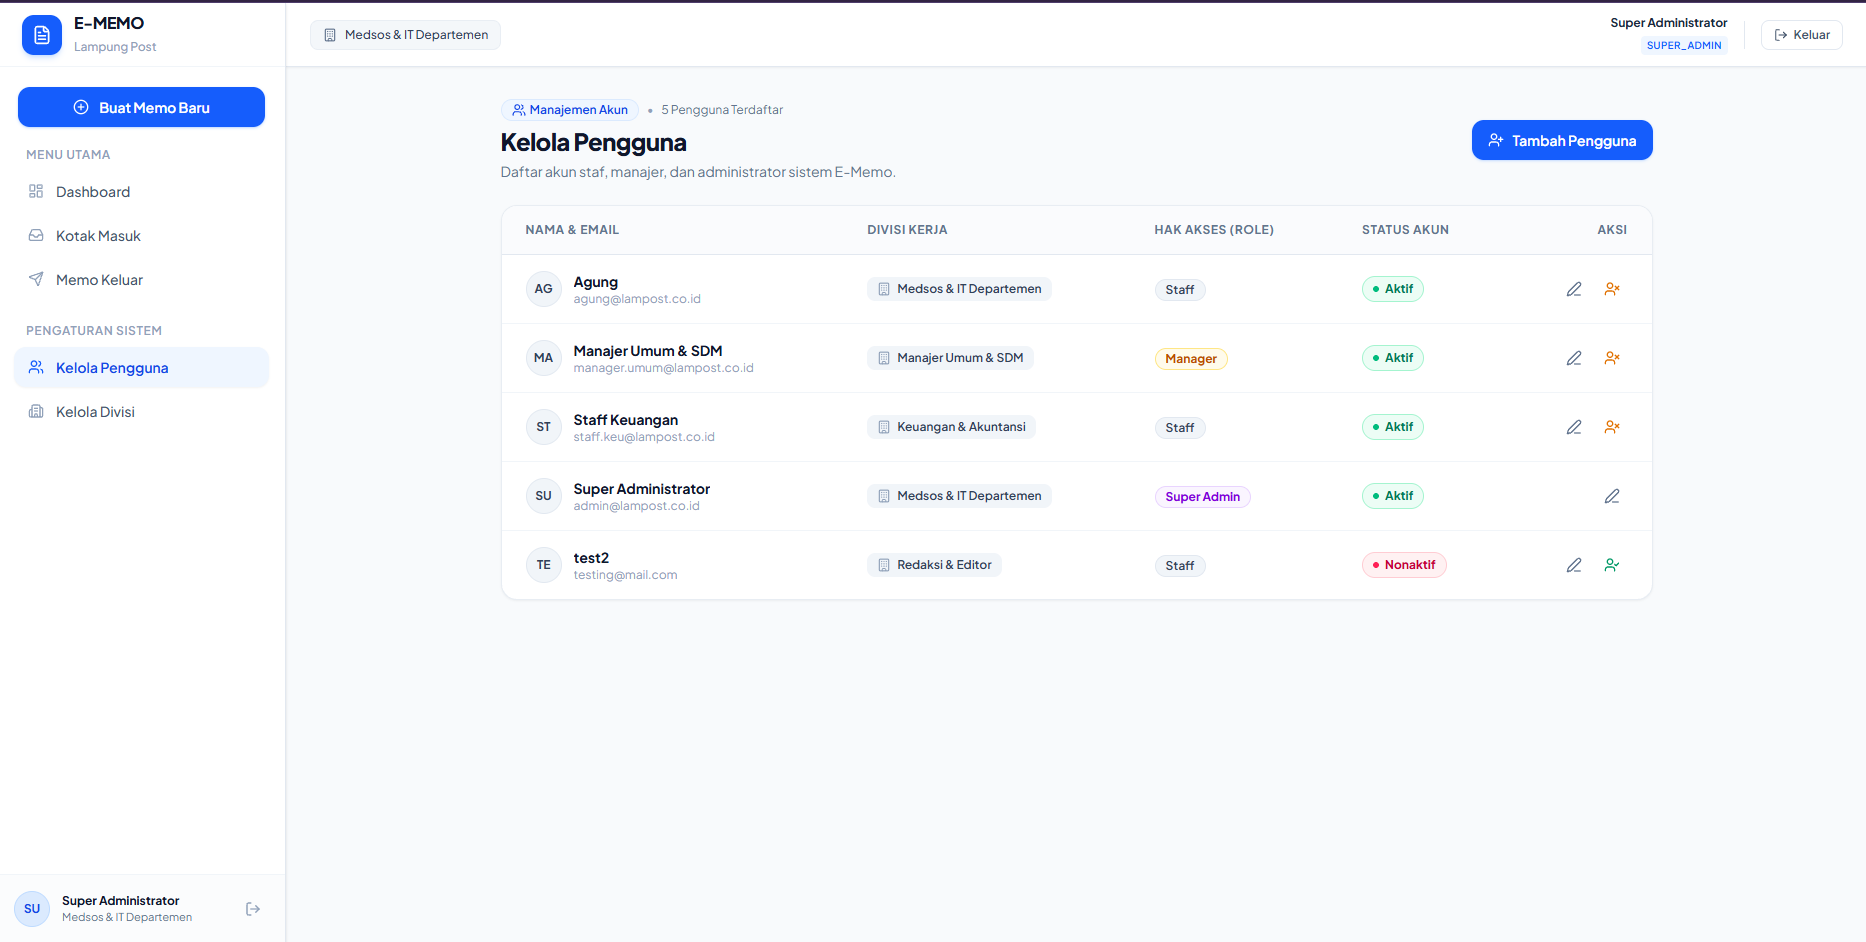 E-MEMO
Lampung Post
Medsos & IT Departemen
Super Administrator
SUPER_ADMIN
Keluar
Buat Memo Baru
MENU UTAMA
Dashboard
Kotak Masuk
Memo Keluar
PENGATURAN SISTEM
Kelola Pengguna
Kelola Divisi
Manajemen Akun • 5 Pengguna Terdaftar
Kelola Pengguna
Daftar akun staf, manajer, dan administrator sistem E-Memo.
Tambah Pengguna
NAMA & EMAIL DIVISI KERJA HAK AKSES (ROLE) STATUS AKUN AKSI
AG Agung Medsos & IT Departemen Staff Aktif
agung@lampost.co.id
MA Manajer Umum & SDM Manajer Umum & SDM Manager Aktif
manager.umum@lampost.co.id
ST Staff Keuangan Keuangan & Akuntansi Staff Aktif
staff.keu@lampost.co.id
SU Super Administrator Medsos & IT Departemen Super Admin Aktif
admin@lampost.co.id
TE test2 Redaksi & Editor Staff Nonaktif
testing@mail.com
SU Super Administrator
Medsos & IT Departemen